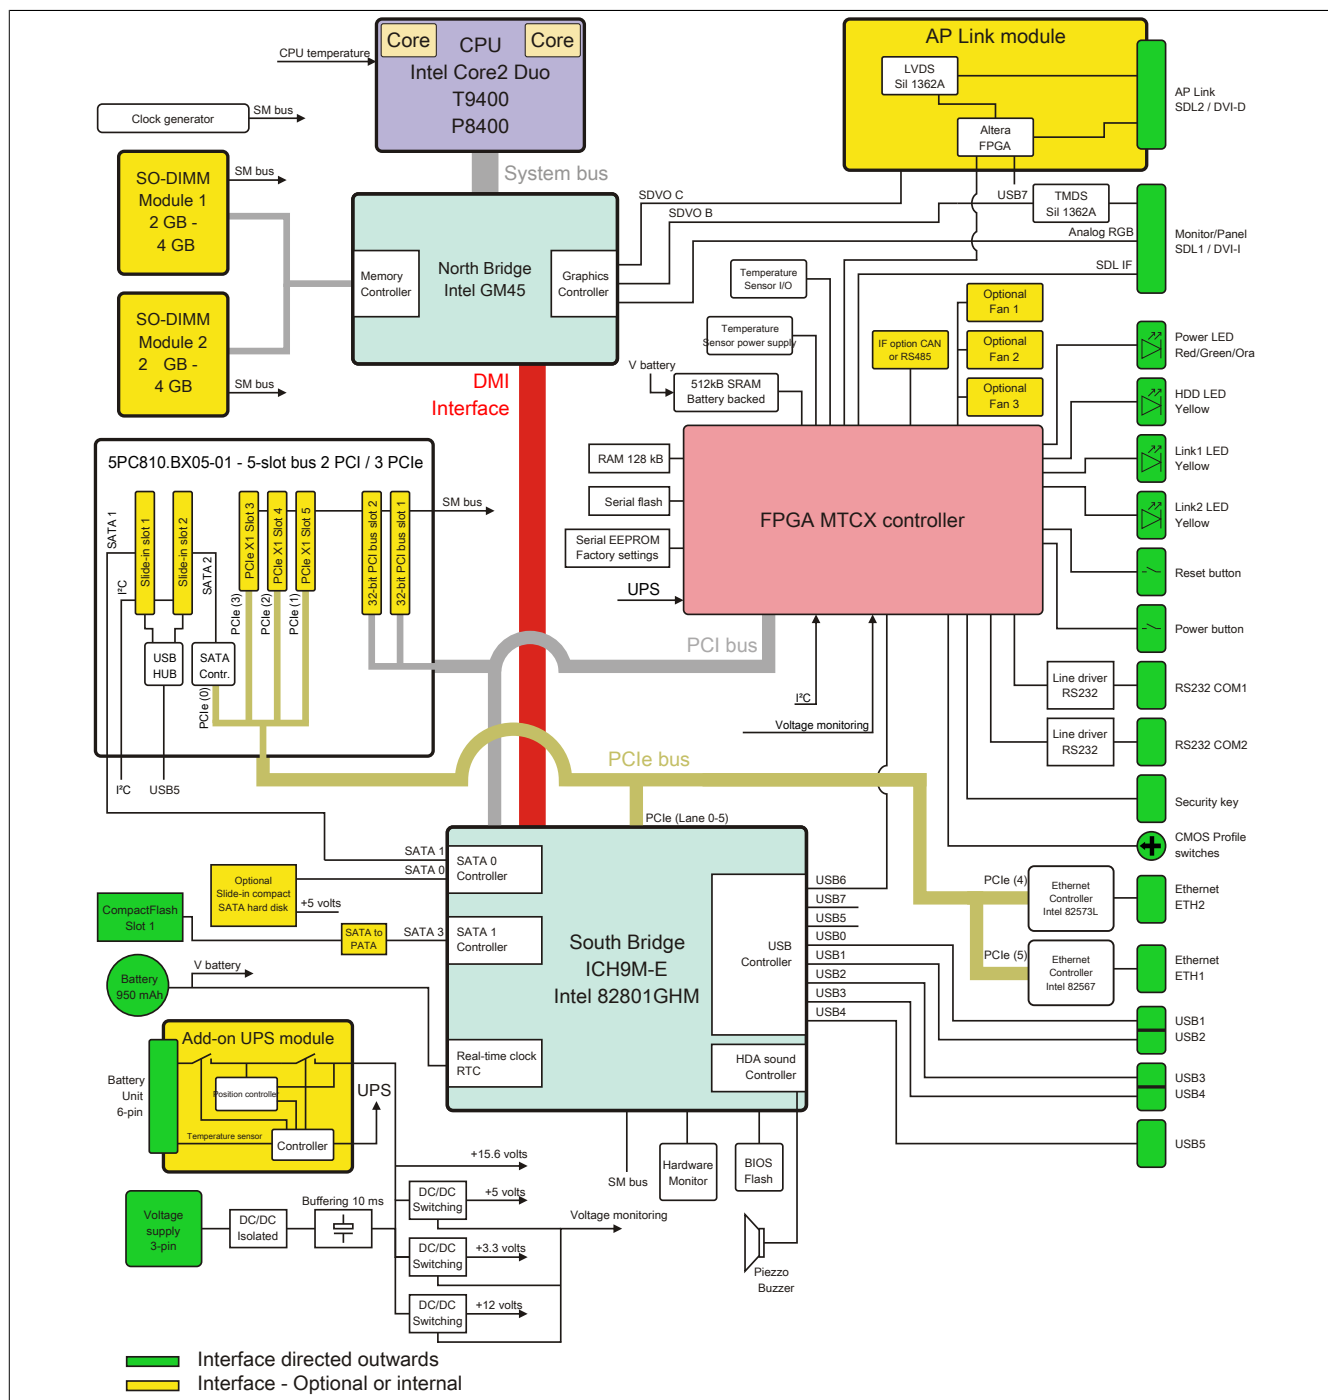 Core
Core
CPU
Intel Core2 Duo
T9400
P8400
CPU temperature
Clock generator
SM bus
SO-DIMM
Module 1
2 GB -
4 GB
SM bus
SO-DIMM
Module 2
2 GB -
4 GB
SM bus
System bus
Memory
Controller
North Bridge
Intel GM45
Graphics
Controller
SDVO C
SDVO B
Analog RGB
SDL IF
USB7
AP Link module
LVDS
Sil 1362A
Altera
FPGA
AP Link
SDL2 / DVI-D
TMDS
Sil 1362A
Monitor/Panel
SDL1 / DVI-I
DMI
Interface
Temperature
Sensor I/O
Temperature
Sensor power supply
V battery
512kB SRAM
Battery backed
IF option CAN
or RS485
Optional
Fan 1
Optional
Fan 2
Optional
Fan 3
Power LED
Red/Green/Ora
HDD LED
Yellow
Link1 LED
Yellow
Link2 LED
Yellow
Reset button
Power button
RAM 128 kB
Serial flash
Serial EEPROM
Factory settings
UPS
FPGA MTCX controller
5PC810.BX05-01 - 5-slot bus 2 PCI / 3 PCIe
SM bus
SATA 1
Slide-in slot 1
Slide-in slot 2
SATA 2
I²C
PCIe X1 Slot 3
PCIe X1 Slot 4
PCIe X1 Slot 5
32-bit PCI bus slot 2
32-bit PCI bus slot 1
PCIe (3)
PCIe (2)
PCIe (1)
PCIe (0)
USB
HUB
SATA
Contr.
I²C
USB5
PCI bus
I²C
Voltage monitoring
PCIe bus
PCIe (Lane 0-5)
Line driver
RS232
RS232 COM1
Line driver
RS232
RS232 COM2
Security key
CMOS Profile
switches
PCIe (4)
Ethernet
Controller
Intel 82573L
Ethernet
ETH2
PCIe (5)
Ethernet
Controller
Intel 82567
Ethernet
ETH1
SATA 1
SATA 0
SATA 0
Controller
Optional
Slide-in compact
SATA hard disk
+5 volts
CompactFlash
Slot 1
SATA to
PATA
SATA 3
SATA 1
Controller
South Bridge
ICH9M-E
Intel 82801GHM
USB
Controller
USB6
USB7
USB5
USB0
USB1
USB2
USB3
USB4
USB1
USB2
USB3
USB4
USB5
Battery
950 mAh
V battery
Real-time clock
RTC
HDA sound
Controller
Add-on UPS module
Battery
Unit
6-pin
Position controller
Temperature sensor
Controller
UPS
SM bus
Hardware
Monitor
BIOS
Flash
Piezzo
Buzzer
Voltage
supply
3-pin
DC/DC
Isolated
Buffering 10 ms
+15.6 volts
DC/DC
Switching
+5 volts
Voltage monitoring
DC/DC
Switching
+3.3 volts
DC/DC
Switching
+12 volts
Interface directed outwards
Interface - Optional or internal